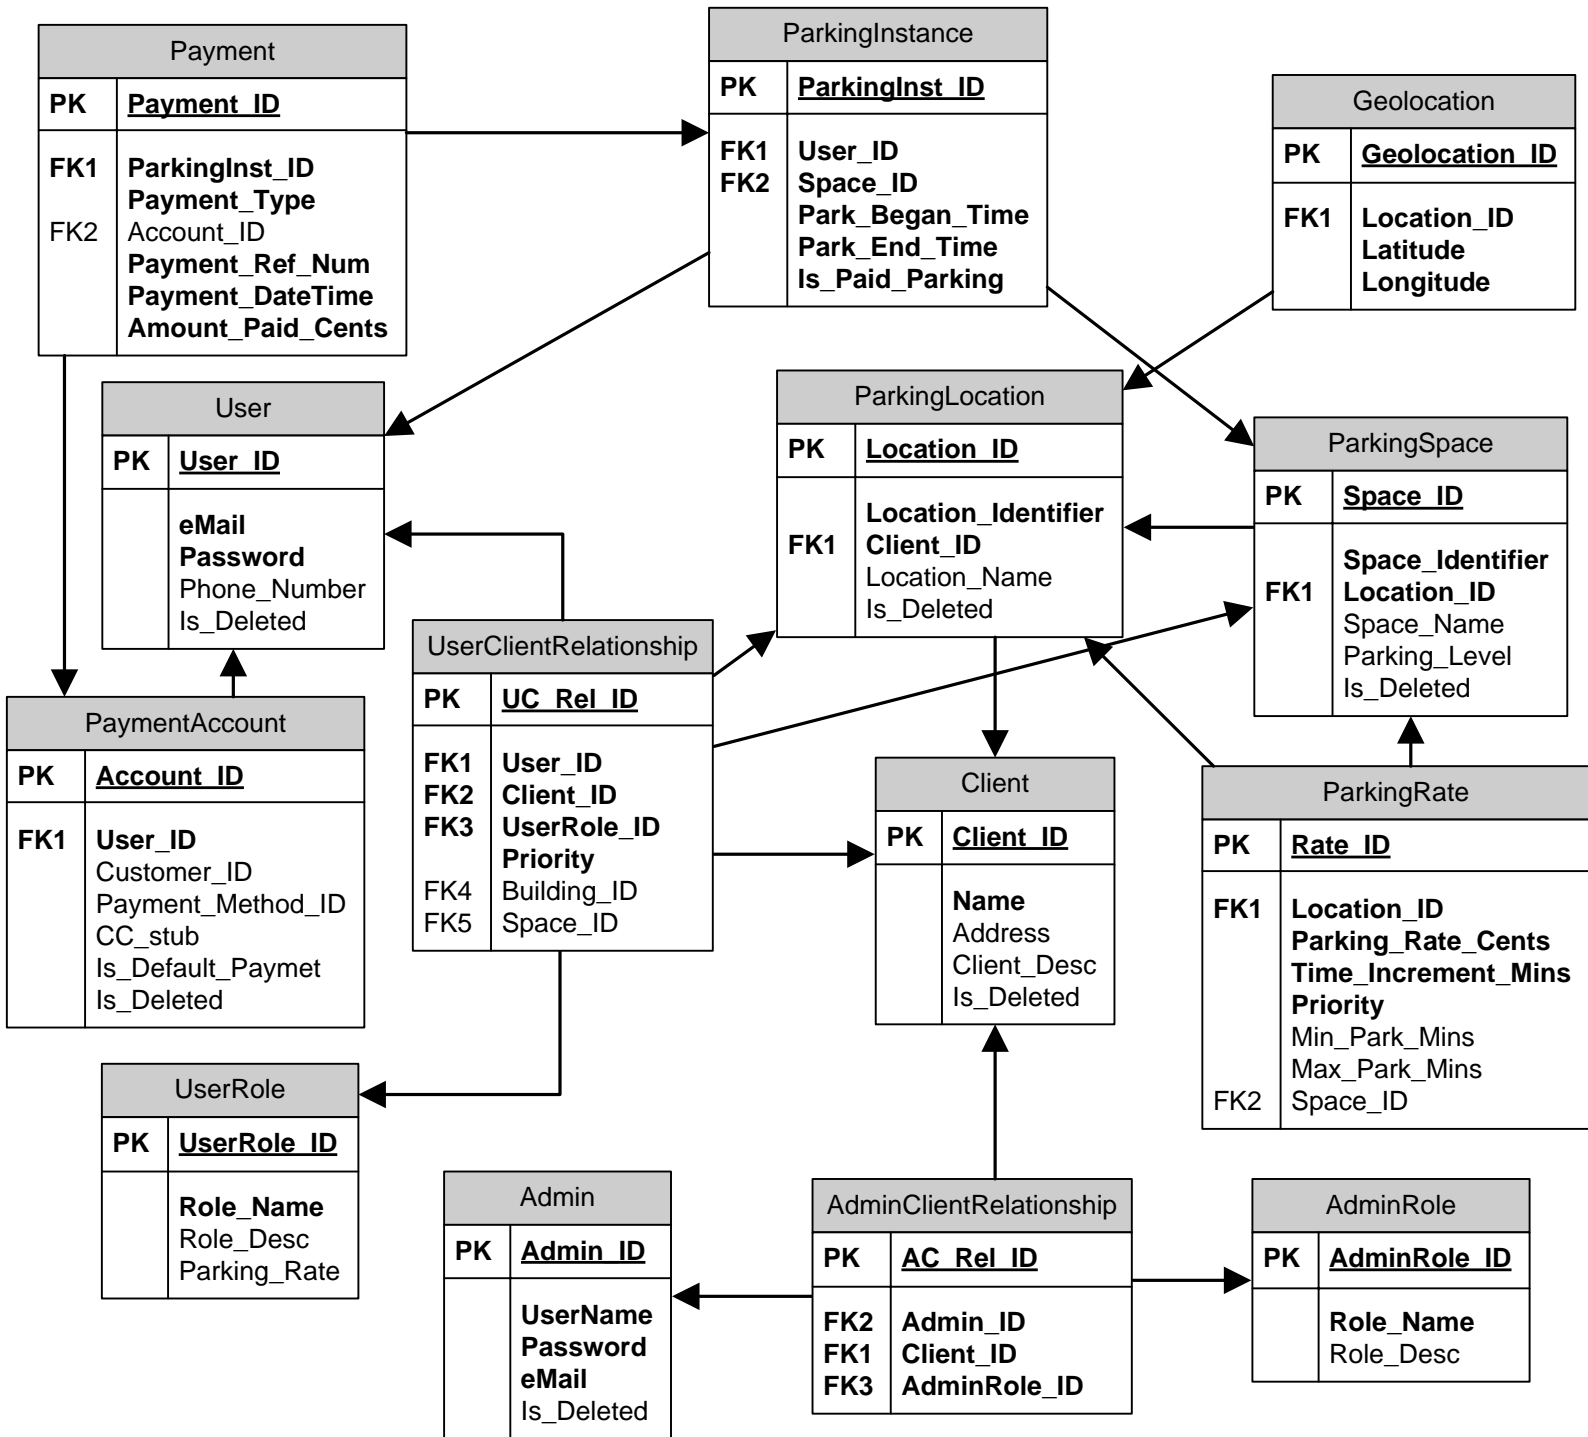 Payment
PK Payment_ID
FK1 ParkingInst_ID
Payment_Type
FK2 Account_ID
Payment_Ref_Num
Payment_DateTime
Amount_Paid_Cents
ParkingInstance
PK ParkingInst_ID
FK1 User_ID
FK2 Space_ID
Park_Began_Time
Park_End_Time
Is_Paid_Parking
Geolocation
PK Geolocation_ID
FK1 Location_ID
Latitude
Longitude
User
PK User_ID
eMail
Password
Phone_Number
Is_Deleted
ParkingLocation
PK Location_ID
Location_Identifier
FK1 Client_ID
Location_Name
Is_Deleted
ParkingSpace
PK Space_ID
Space_Identifier
FK1 Location_ID
Space_Name
Parking_Level
Is_Deleted
UserClientRelationship
PK UC_Rel_ID
FK1 User_ID
FK2 Client_ID
FK3 UserRole_ID
Priority
FK4 Building_ID
FK5 Space_ID
PaymentAccount
PK Account_ID
FK1 User_ID
Customer_ID
Payment_Method_ID
CC_stub
Is_Default_Paymet
Is_Deleted
Client
PK Client_ID
Name
Address
Client_Desc
Is_Deleted
ParkingRate
PK Rate_ID
FK1 Location_ID
Parking_Rate_Cents
Time_Increment_Mins
Priority
Min_Park_Mins
Max_Park_Mins
FK2 Space_ID
UserRole
PK UserRole_ID
Role_Name
Role_Desc
Parking_Rate
Admin
PK Admin_ID
UserName
Password
eMail
Is_Deleted
AdminClientRelationship
PK AC_Rel_ID
FK2 Admin_ID
FK1 Client_ID
FK3 AdminRole_ID
AdminRole
PK AdminRole_ID
Role_Name
Role_Desc